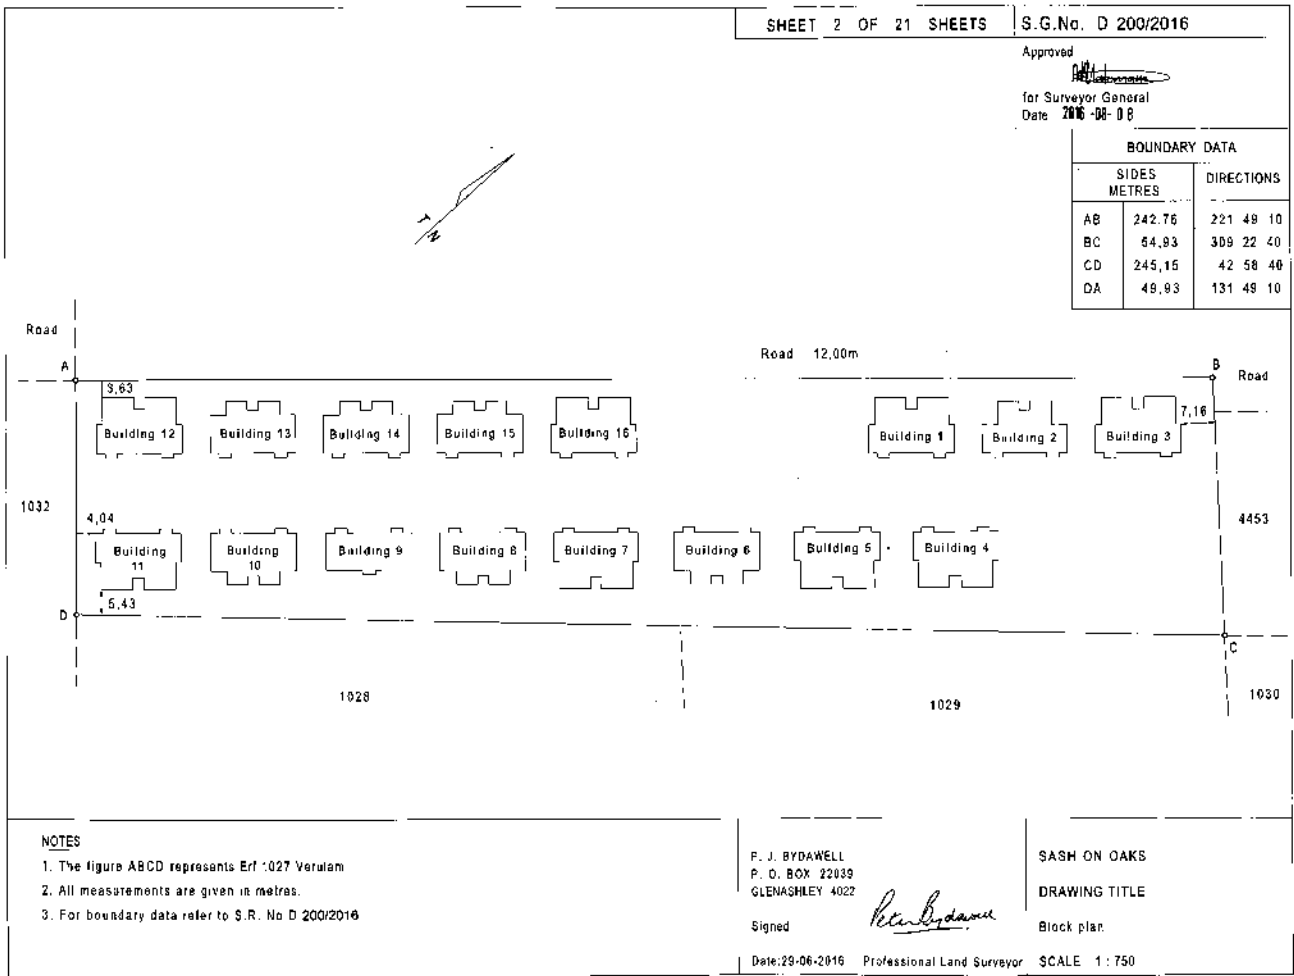 SHEET 2 OF 21 SHEETS
S.G.No. D 200/2016
Approved
for Surveyor General
Date 2016 -08- 08
BOUNDARY DATA
SIDES METRES DIRECTIONS
AB 242.76 221 49 10
BC 54,93 309 22 40
CD 245,15 42 58 40
DA 49,93 131 49 10
T N
Road
Road 12,00m
A
B
Road
3,63
7,16
Building 12
Building 13
Building 14
Building 15
Building 16
Building 1
Building 2
Building 3
1032
4,04
4453
Building 11
Building 10
Building 9
Building 8
Building 7
Building 6
Building 5
Building 4
5,43
D
C
1028
1029
1030
NOTES
1. The figure ABCD represents Erf 1027 Verulam
2. All measurements are given in metres.
3. For boundary data refer to S.R. No D 200/2016
P. J. BYDAWELL
P. O. BOX 22039
GLENASHLEY 4022
Signed Peter Bydawell
Date:29-06-2016 Professional Land Surveyor
SASH ON OAKS
DRAWING TITLE
Block plan
SCALE 1 : 750